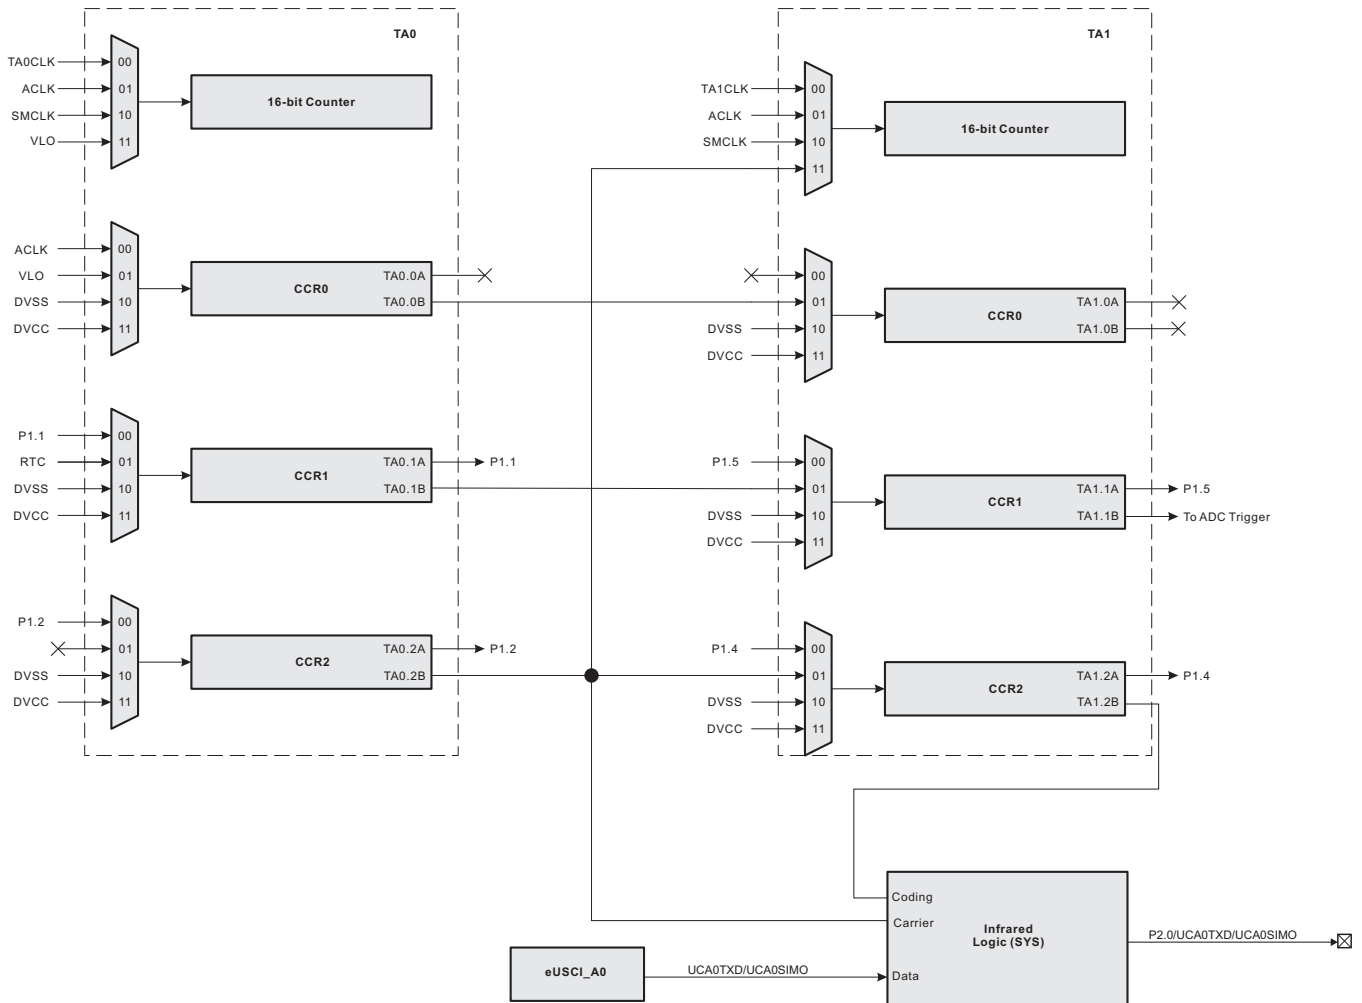 TA0
TA0CLK
00
ACLK
01
SMCLK
10
VLO
11
16-bit Counter
ACLK
00
VLO
01
DVSS
10
DVCC
11
CCR0
TA0.0A
TA0.0B
P1.1
00
RTC
01
DVSS
10
DVCC
11
CCR1
TA0.1A
P1.1
TA0.1B
P1.2
00
01
DVSS
10
DVCC
11
CCR2
TA0.2A
P1.2
TA0.2B
TA1
TA1CLK
00
ACLK
01
SMCLK
10
11
16-bit Counter
00
01
DVSS
10
DVCC
11
CCR0
TA1.0A
TA1.0B
P1.5
00
01
DVSS
10
DVCC
11
CCR1
TA1.1A
P1.5
TA1.1B
To ADC Trigger
P1.4
00
01
DVSS
10
DVCC
11
CCR2
TA1.2A
P1.4
TA1.2B
Coding
Carrier
Data
Infrared
Logic (SYS)
P2.0/UCA0TXD/UCA0SIMO
eUSCI_A0
UCA0TXD/UCA0SIMO